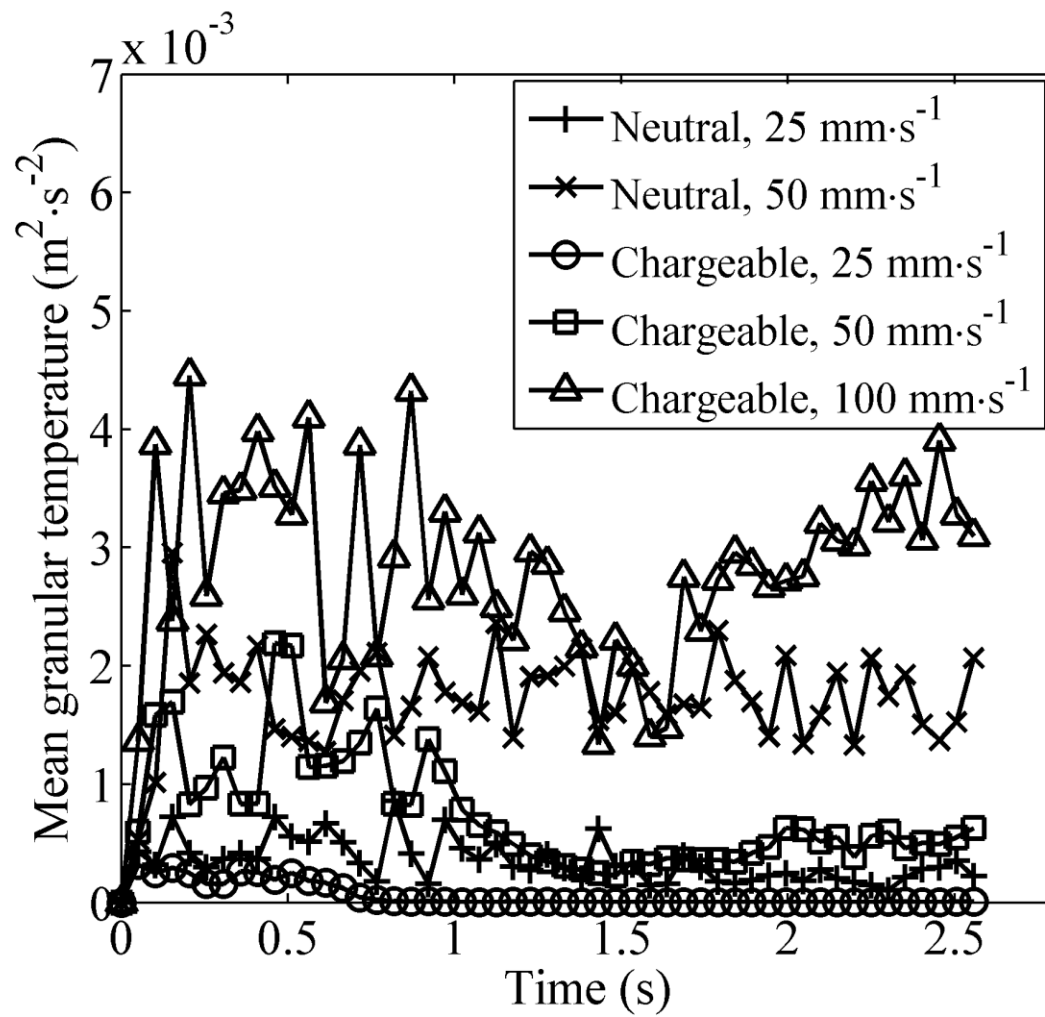 x 10⁻³
7
6
5
4
3
2
1
0
Mean granular temperature (m²·s⁻²)
Neutral, 25 mm·s⁻¹
Neutral, 50 mm·s⁻¹
Chargeable, 25 mm·s⁻¹
Chargeable, 50 mm·s⁻¹
Chargeable, 100 mm·s⁻¹
0 0.5 1 1.5 2 2.5
Time (s)